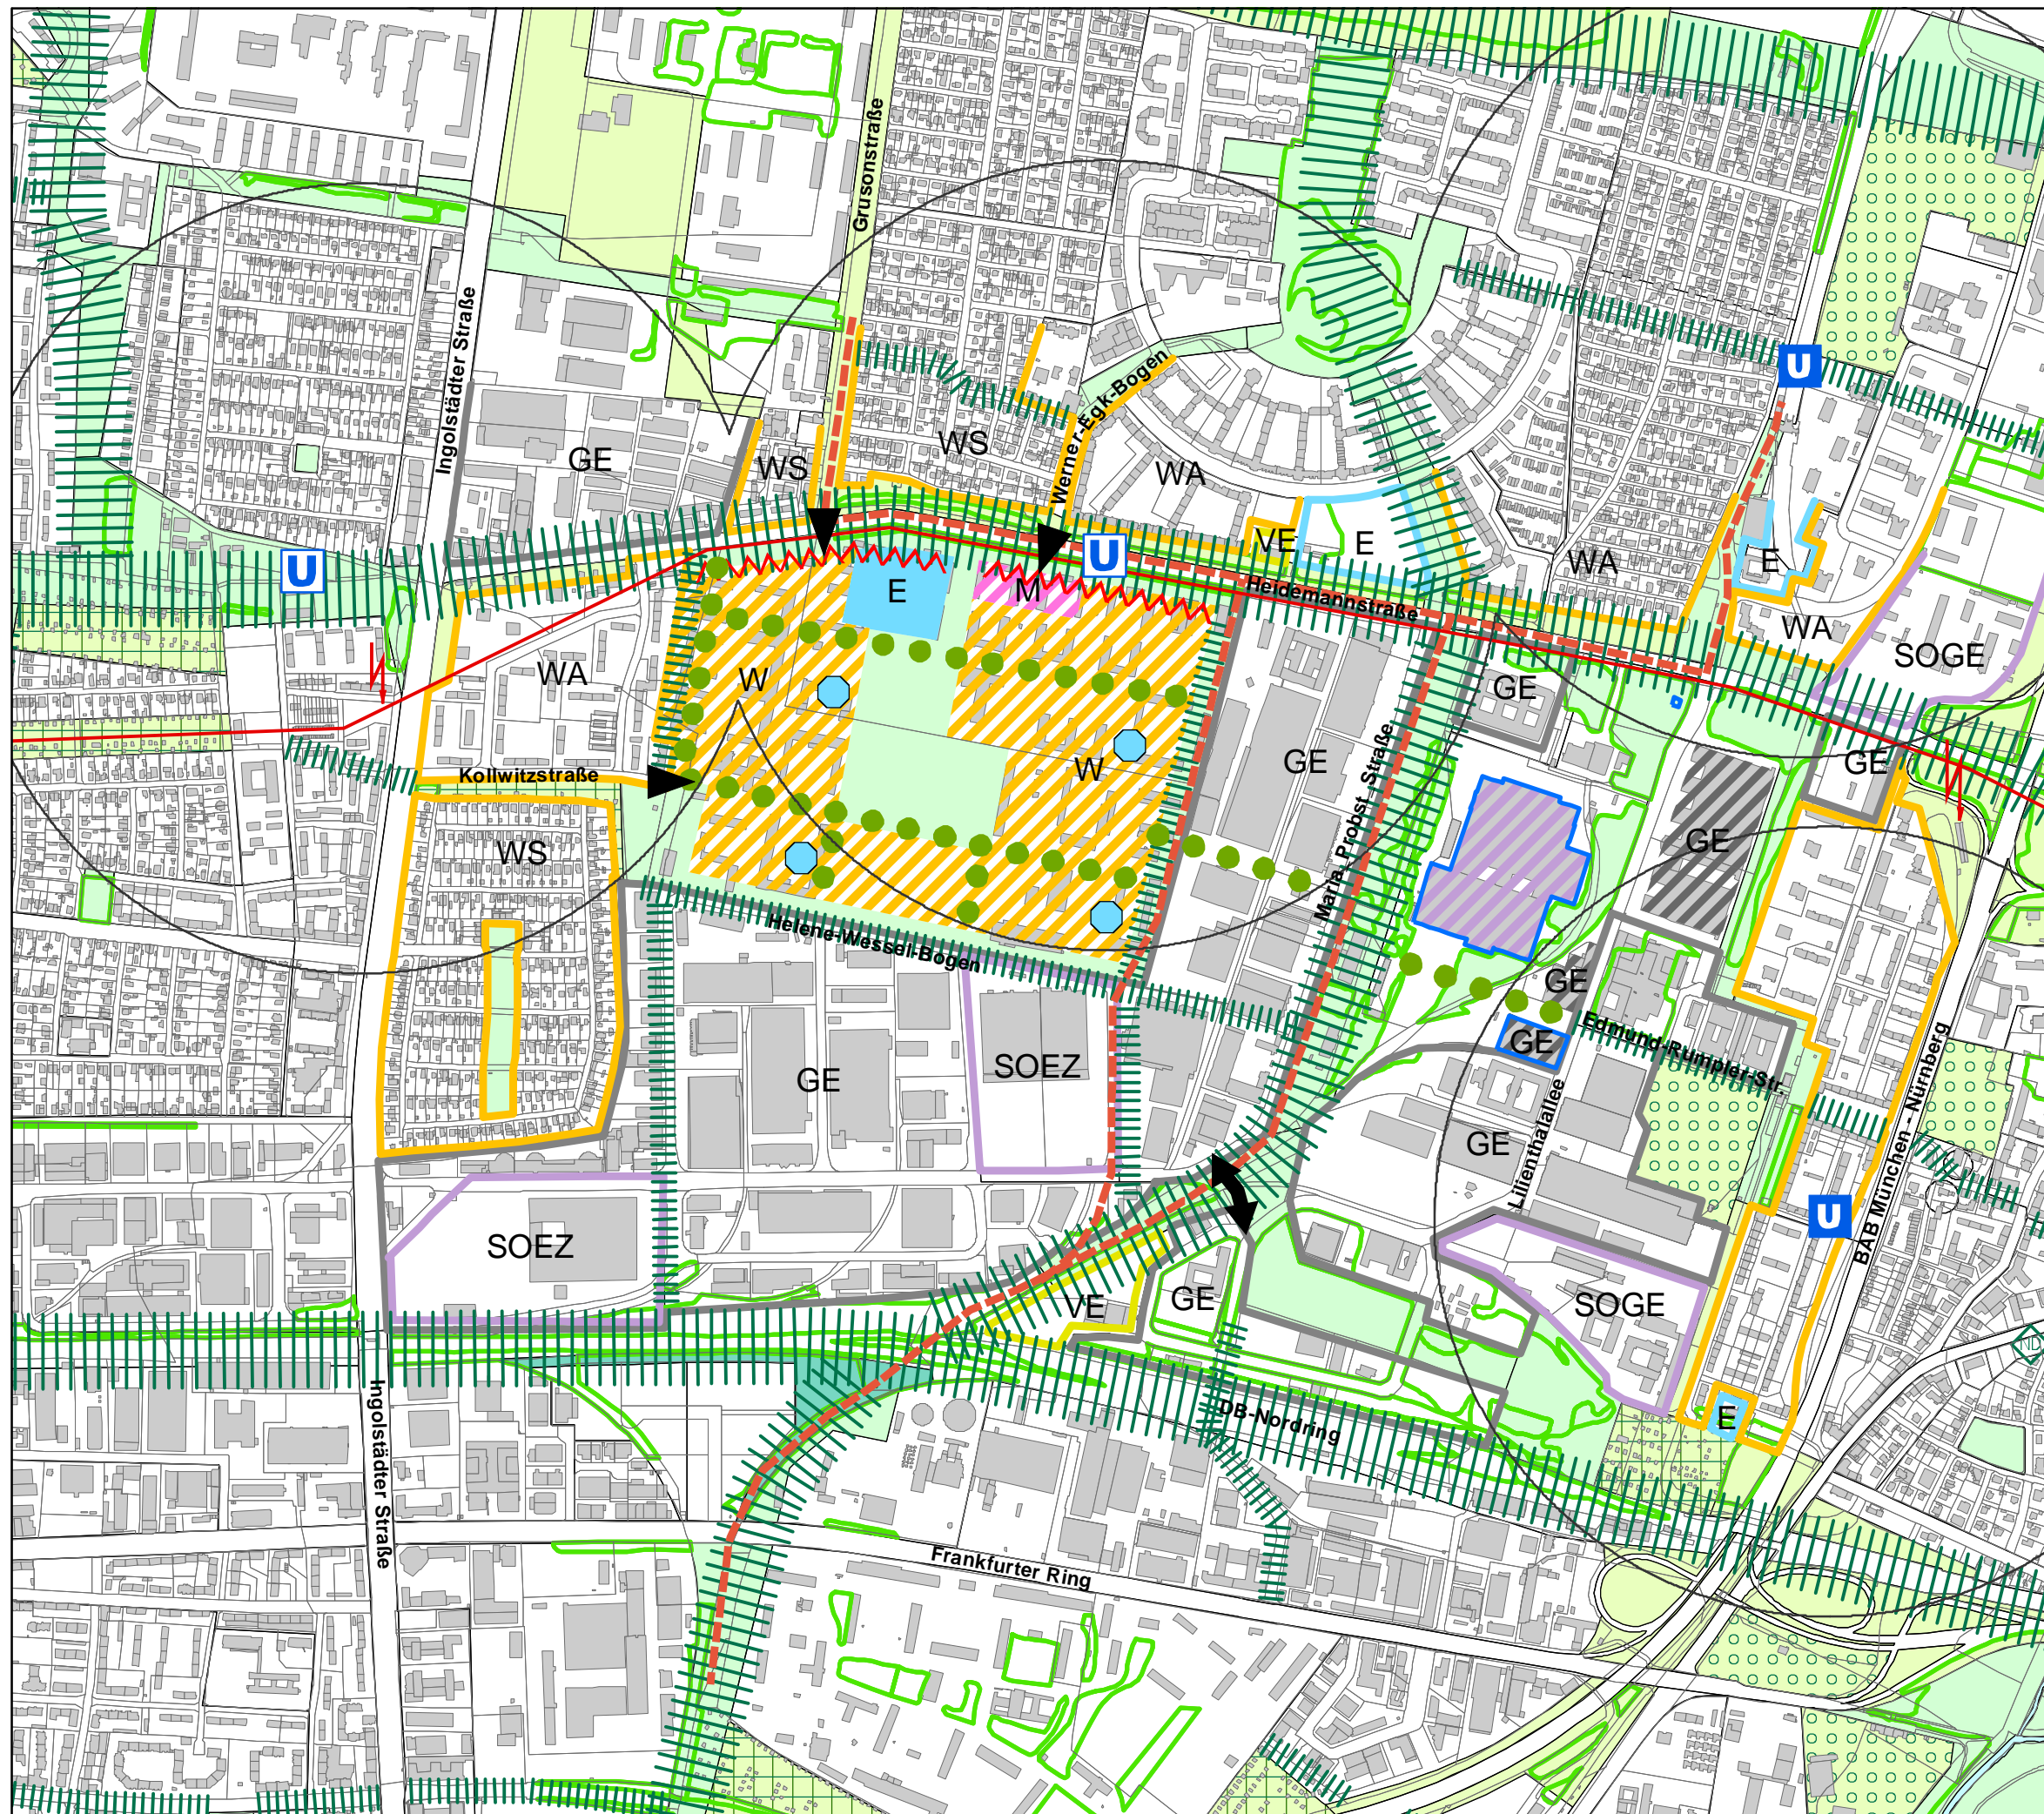 Grusonstraße
Ingolstädter Straße
Werner-Egk-Bogen
U
GE
WS
WS
WA
U
U
VE
E
WA
E
E
M
Heidemannstraße
WA
SOGE
WA
W
GE
GE
GE
W
Kollwitzstraße
Maria Probst Straße
WS
GE
Helene-Wessel-Bogen
GE
GE
Edmund-Rumpler-Str.
GE
SOEZ
GE
Lilienthalallee
BAB München - Nürnberg
U
SOEZ
VE
GE
SOGE
ND
DB-Nordring
E
Ingolstädter Straße
Frankfurter Ring